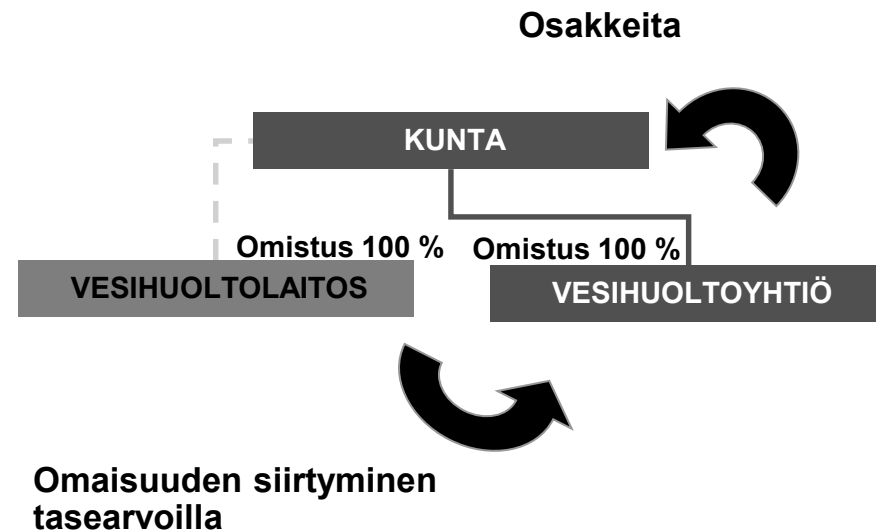 Osakkeita
KUNTA
Omistus 100 %
Omistus 100 %
VESIHUOLTOLAITOS
VESIHUOLTOYHTIÖ
Omaisuuden siirtyminen
tasearvoilla